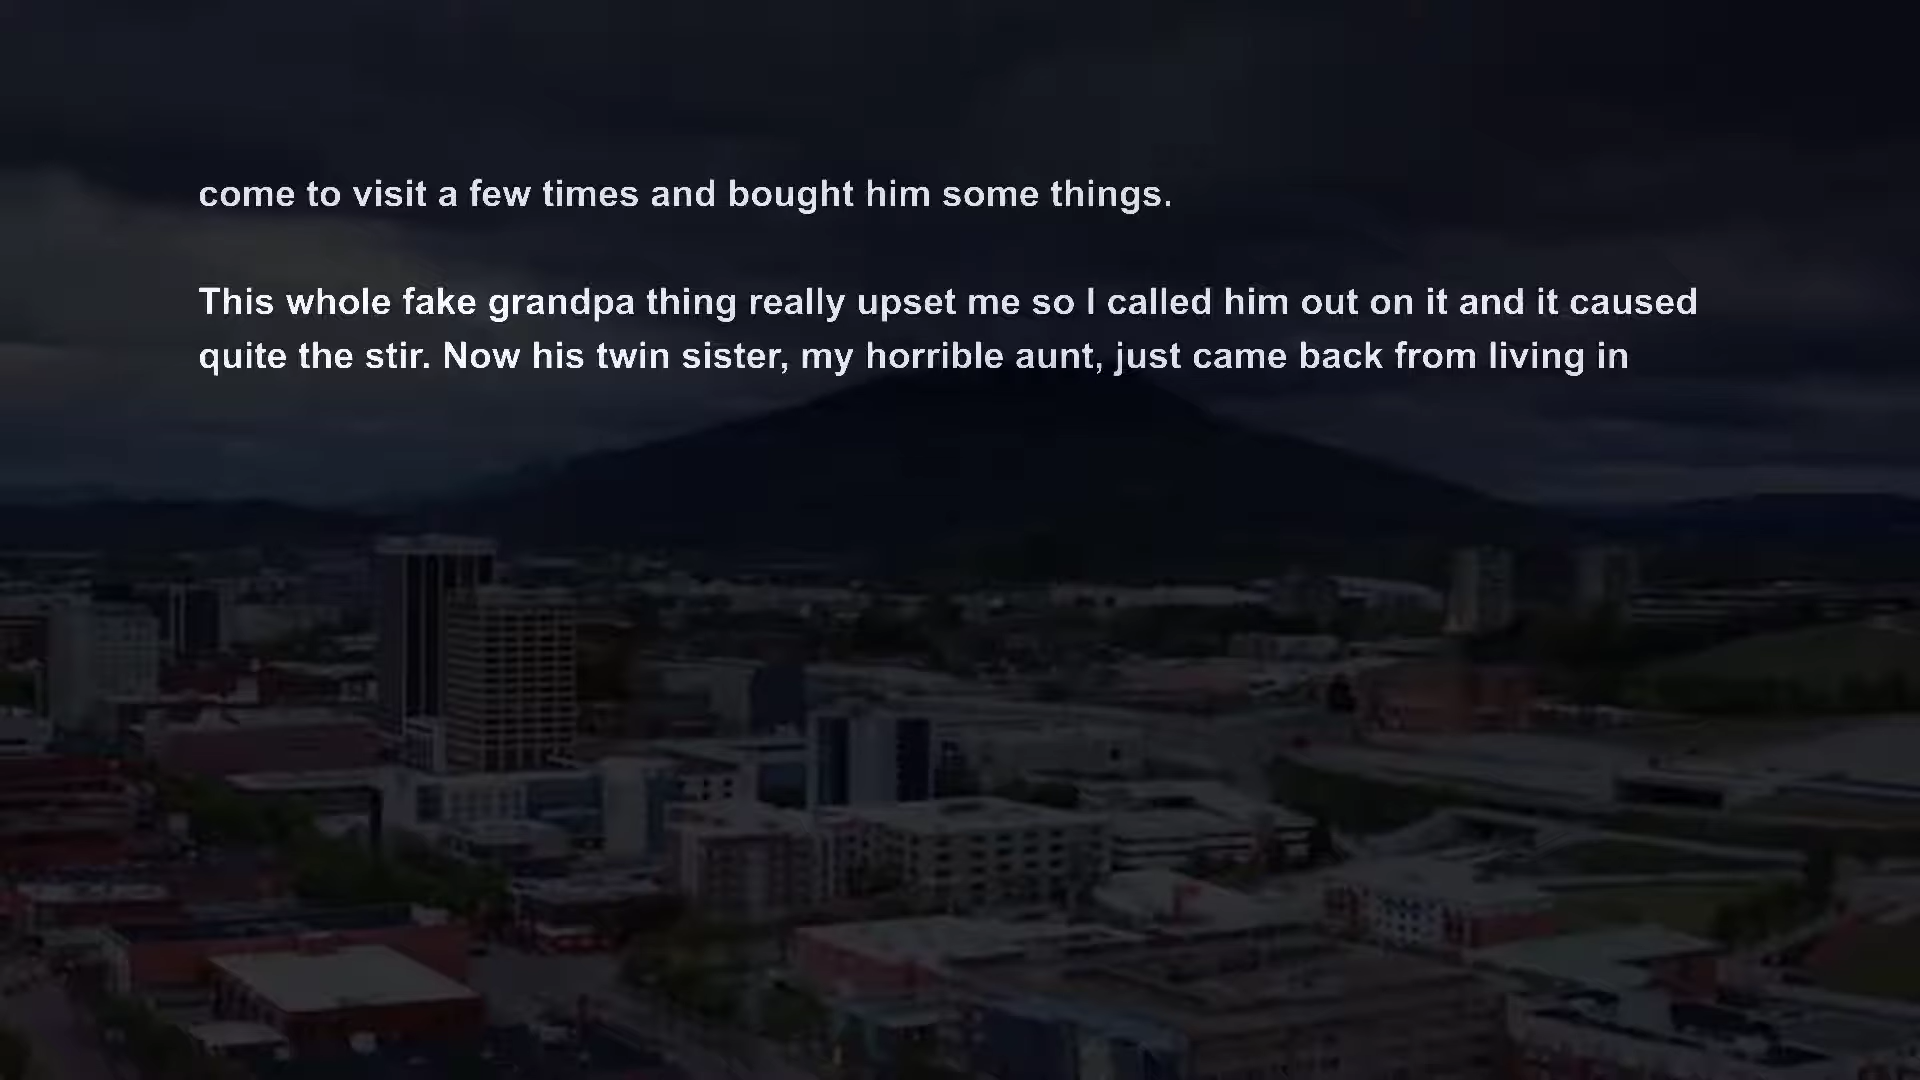 come to visit a few times and bought him some things.
This whole fake grandpa thing really upset me so I called him out on it and it caused
quite the stir. Now his twin sister, my horrible aunt, just came back from living in